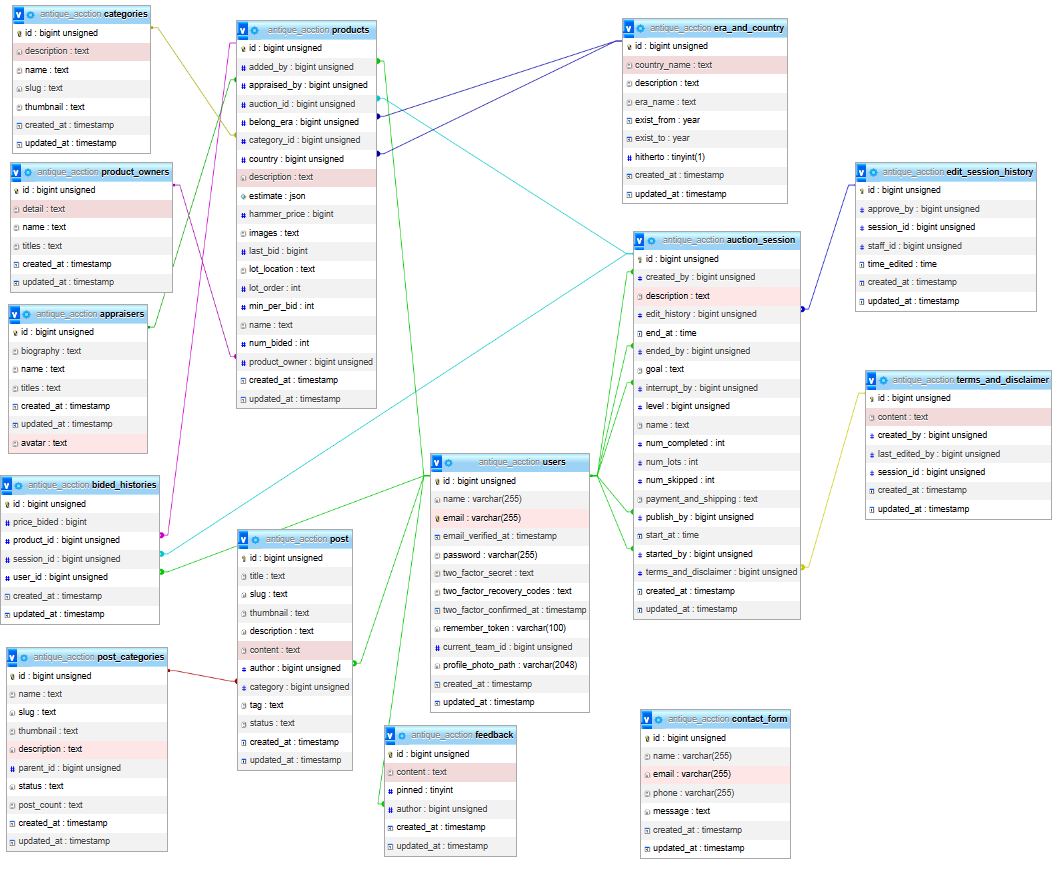 antique_acction categories
id : bigint unsigned
description : text
name : text
slug : text
thumbnail : text
created_at : timestamp
updated_at : timestamp
antique_acction products
id : bigint unsigned
added_by : bigint unsigned
appraised_by : bigint unsigned
auction_id : bigint unsigned
belong_era : bigint unsigned
category_id : bigint unsigned
country : bigint unsigned
description : text
estimate : json
hammer_price : bigint
images : text
last_bid : bigint
lot_location : text
lot_order : int
min_per_bid : int
name : text
num_bided : int
product_owner : bigint unsigned
created_at : timestamp
updated_at : timestamp
antique_acction era_and_country
id : bigint unsigned
country_name : text
description : text
era_name : text
exist_from : year
exist_to : year
hitherto : tinyint(1)
created_at : timestamp
updated_at : timestamp
antique_acction product_owners
id : bigint unsigned
detail : text
name : text
titles : text
created_at : timestamp
updated_at : timestamp
antique_acction edit_session_history
id : bigint unsigned
approve_by : bigint unsigned
session_id : bigint unsigned
staff_id : bigint unsigned
time_edited : time
created_at : timestamp
updated_at : timestamp
antique_acction auction_session
id : bigint unsigned
created_by : bigint unsigned
description : text
edit_history : bigint unsigned
end_at : time
ended_by : bigint unsigned
goal : text
interrupt_by : bigint unsigned
level : bigint unsigned
name : text
num_completed : int
num_lots : int
num_skipped : int
payment_and_shipping : text
publish_by : bigint unsigned
start_at : time
started_by : bigint unsigned
terms_and_disclaimer : bigint unsigned
created_at : timestamp
updated_at : timestamp
antique_acction appraisers
id : bigint unsigned
biography : text
name : text
titles : text
created_at : timestamp
updated_at : timestamp
avatar : text
antique_acction terms_and_disclaimer
id : bigint unsigned
content : text
created_by : bigint unsigned
last_edited_by : bigint unsigned
session_id : bigint unsigned
created_at : timestamp
updated_at : timestamp
antique_acction users
id : bigint unsigned
name : varchar(255)
email : varchar(255)
email_verified_at : timestamp
password : varchar(255)
two_factor_secret : text
two_factor_recovery_codes : text
two_factor_confirmed_at : timestamp
remember_token : varchar(100)
current_team_id : bigint unsigned
profile_photo_path : varchar(2048)
created_at : timestamp
updated_at : timestamp
antique_acction bided_histories
id : bigint unsigned
price_bided : bigint
product_id : bigint unsigned
session_id : bigint unsigned
user_id : bigint unsigned
created_at : timestamp
updated_at : timestamp
antique_acction post
id : bigint unsigned
title : text
slug : text
thumbnail : text
description : text
content : text
author : bigint unsigned
category : bigint unsigned
tag : text
status : text
created_at : timestamp
updated_at : timestamp
antique_acction post_categories
id : bigint unsigned
name : text
slug : text
thumbnail : text
description : text
parent_id : bigint unsigned
status : text
post_count : text
created_at : timestamp
updated_at : timestamp
antique_acction feedback
id : bigint unsigned
content : text
pinned : tinyint
author : bigint unsigned
created_at : timestamp
updated_at : timestamp
antique_acction contact_form
id : bigint unsigned
name : varchar(255)
email : varchar(255)
phone : varchar(255)
message : text
created_at : timestamp
updated_at : timestamp